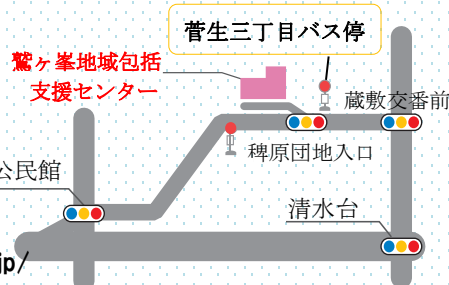 菅生三丁目バス停
鷲ヶ峯地域包括
支援センター
蔵敷交番前
稗原団地入口
公民館
清水台
jp/